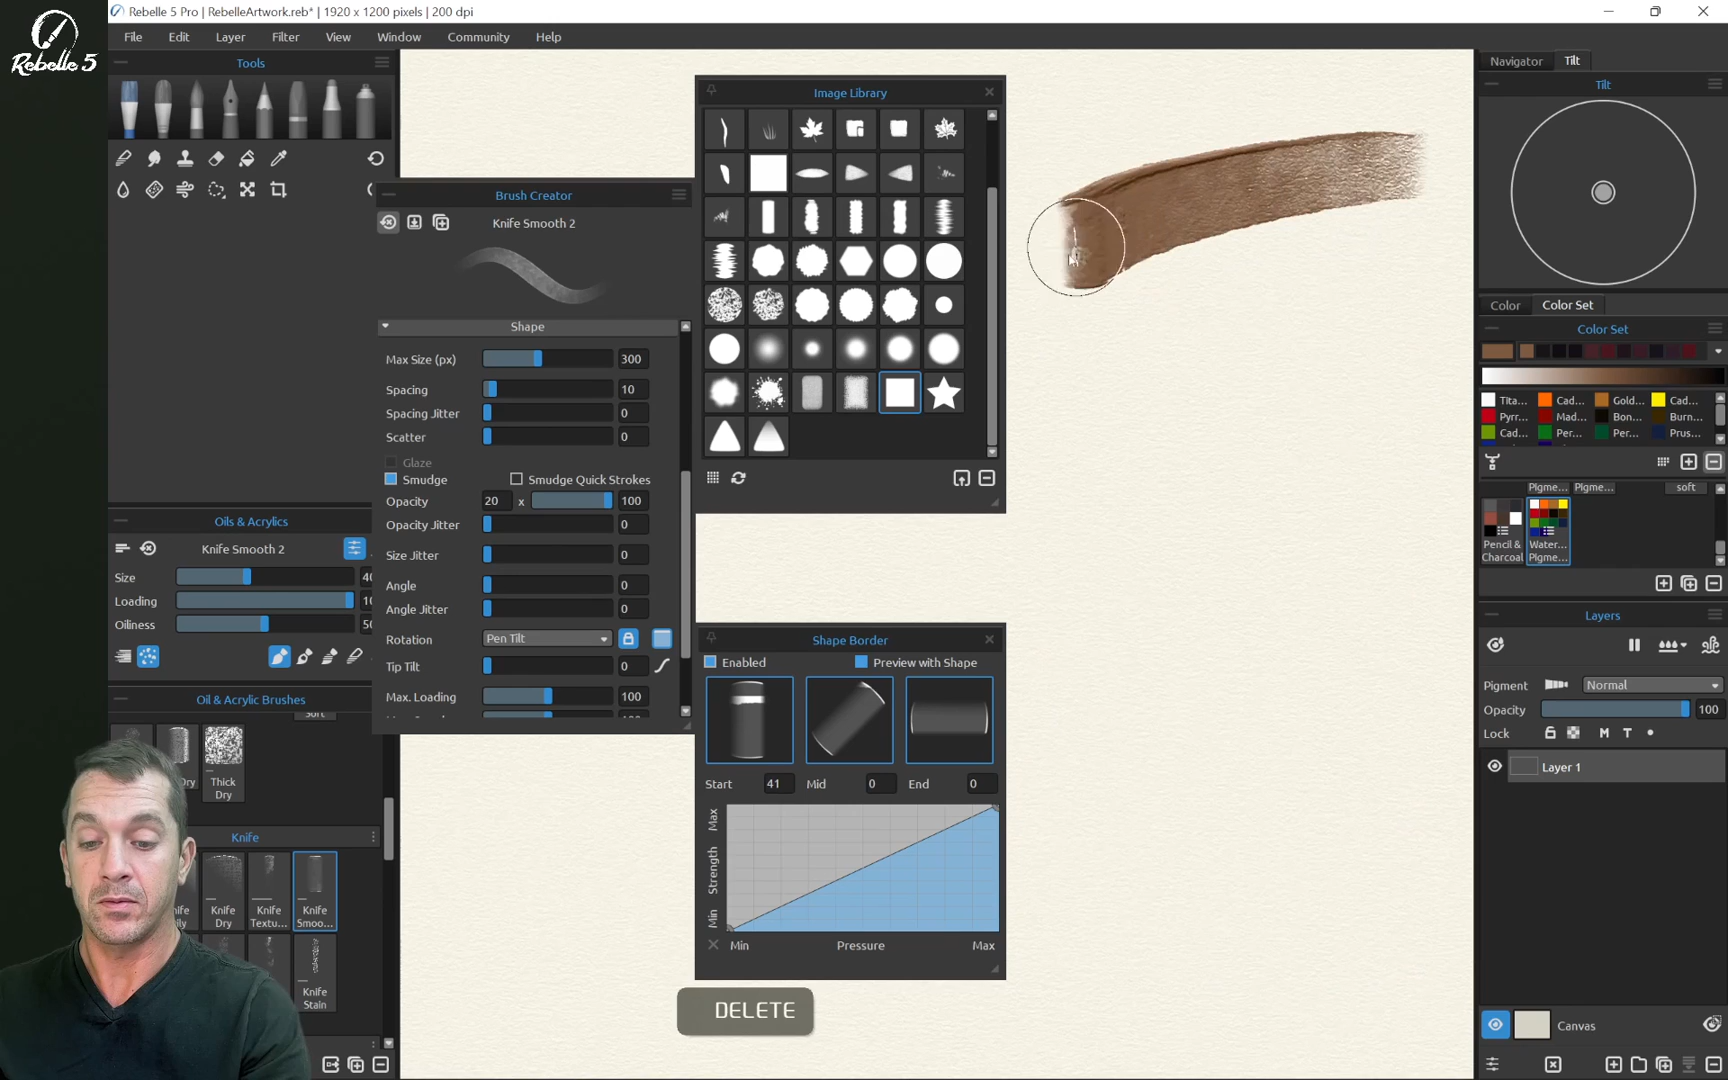 Rebelle 5
Rebelle 5 Pro | RebelleArtwork.reb* | 1920 x 1200 pixels | 200 dpi
File Edit Layer Filter View Window Community Help
Tools
Brush Creator
Knife Smooth 2
Shape
Max Size (px) 300
Spacing 10
Spacing Jitter 0
Scatter 0
Glaze
Smudge Smudge Quick Strokes
Opacity 20 x 100
Opacity Jitter 0
Size Jitter 0
Angle 0
Angle Jitter 0
Rotation Pen Tilt
Tip Tilt 0
Max. Loading 100
Oils & Acrylics
Knife Smooth 2
Size
Loading
Oiliness
Oil & Acrylic Brushes
Thick
Dry
Knife
Knife
Dry
Knife
Textu...
Knife
Smoo...
Knife
Stain
Image Library
Shape Border
Enabled Preview with Shape
Start 41 Mid 0 End 0
Max
Strength
Min
Min Pressure Max
DELETE
Navigator Tilt
Tilt
Color Color Set
Color Set
Tita... Cad... Gold... Cad...
Pyrr... Mad... Bon... Burn...
Cad... Per... Per... Prus...
Pigme... Pigme... soft
Pencil &
Charcoal
Water...
Pigme...
Layers
Pigment Normal
Opacity 100
Lock M T
Layer 1
Canvas